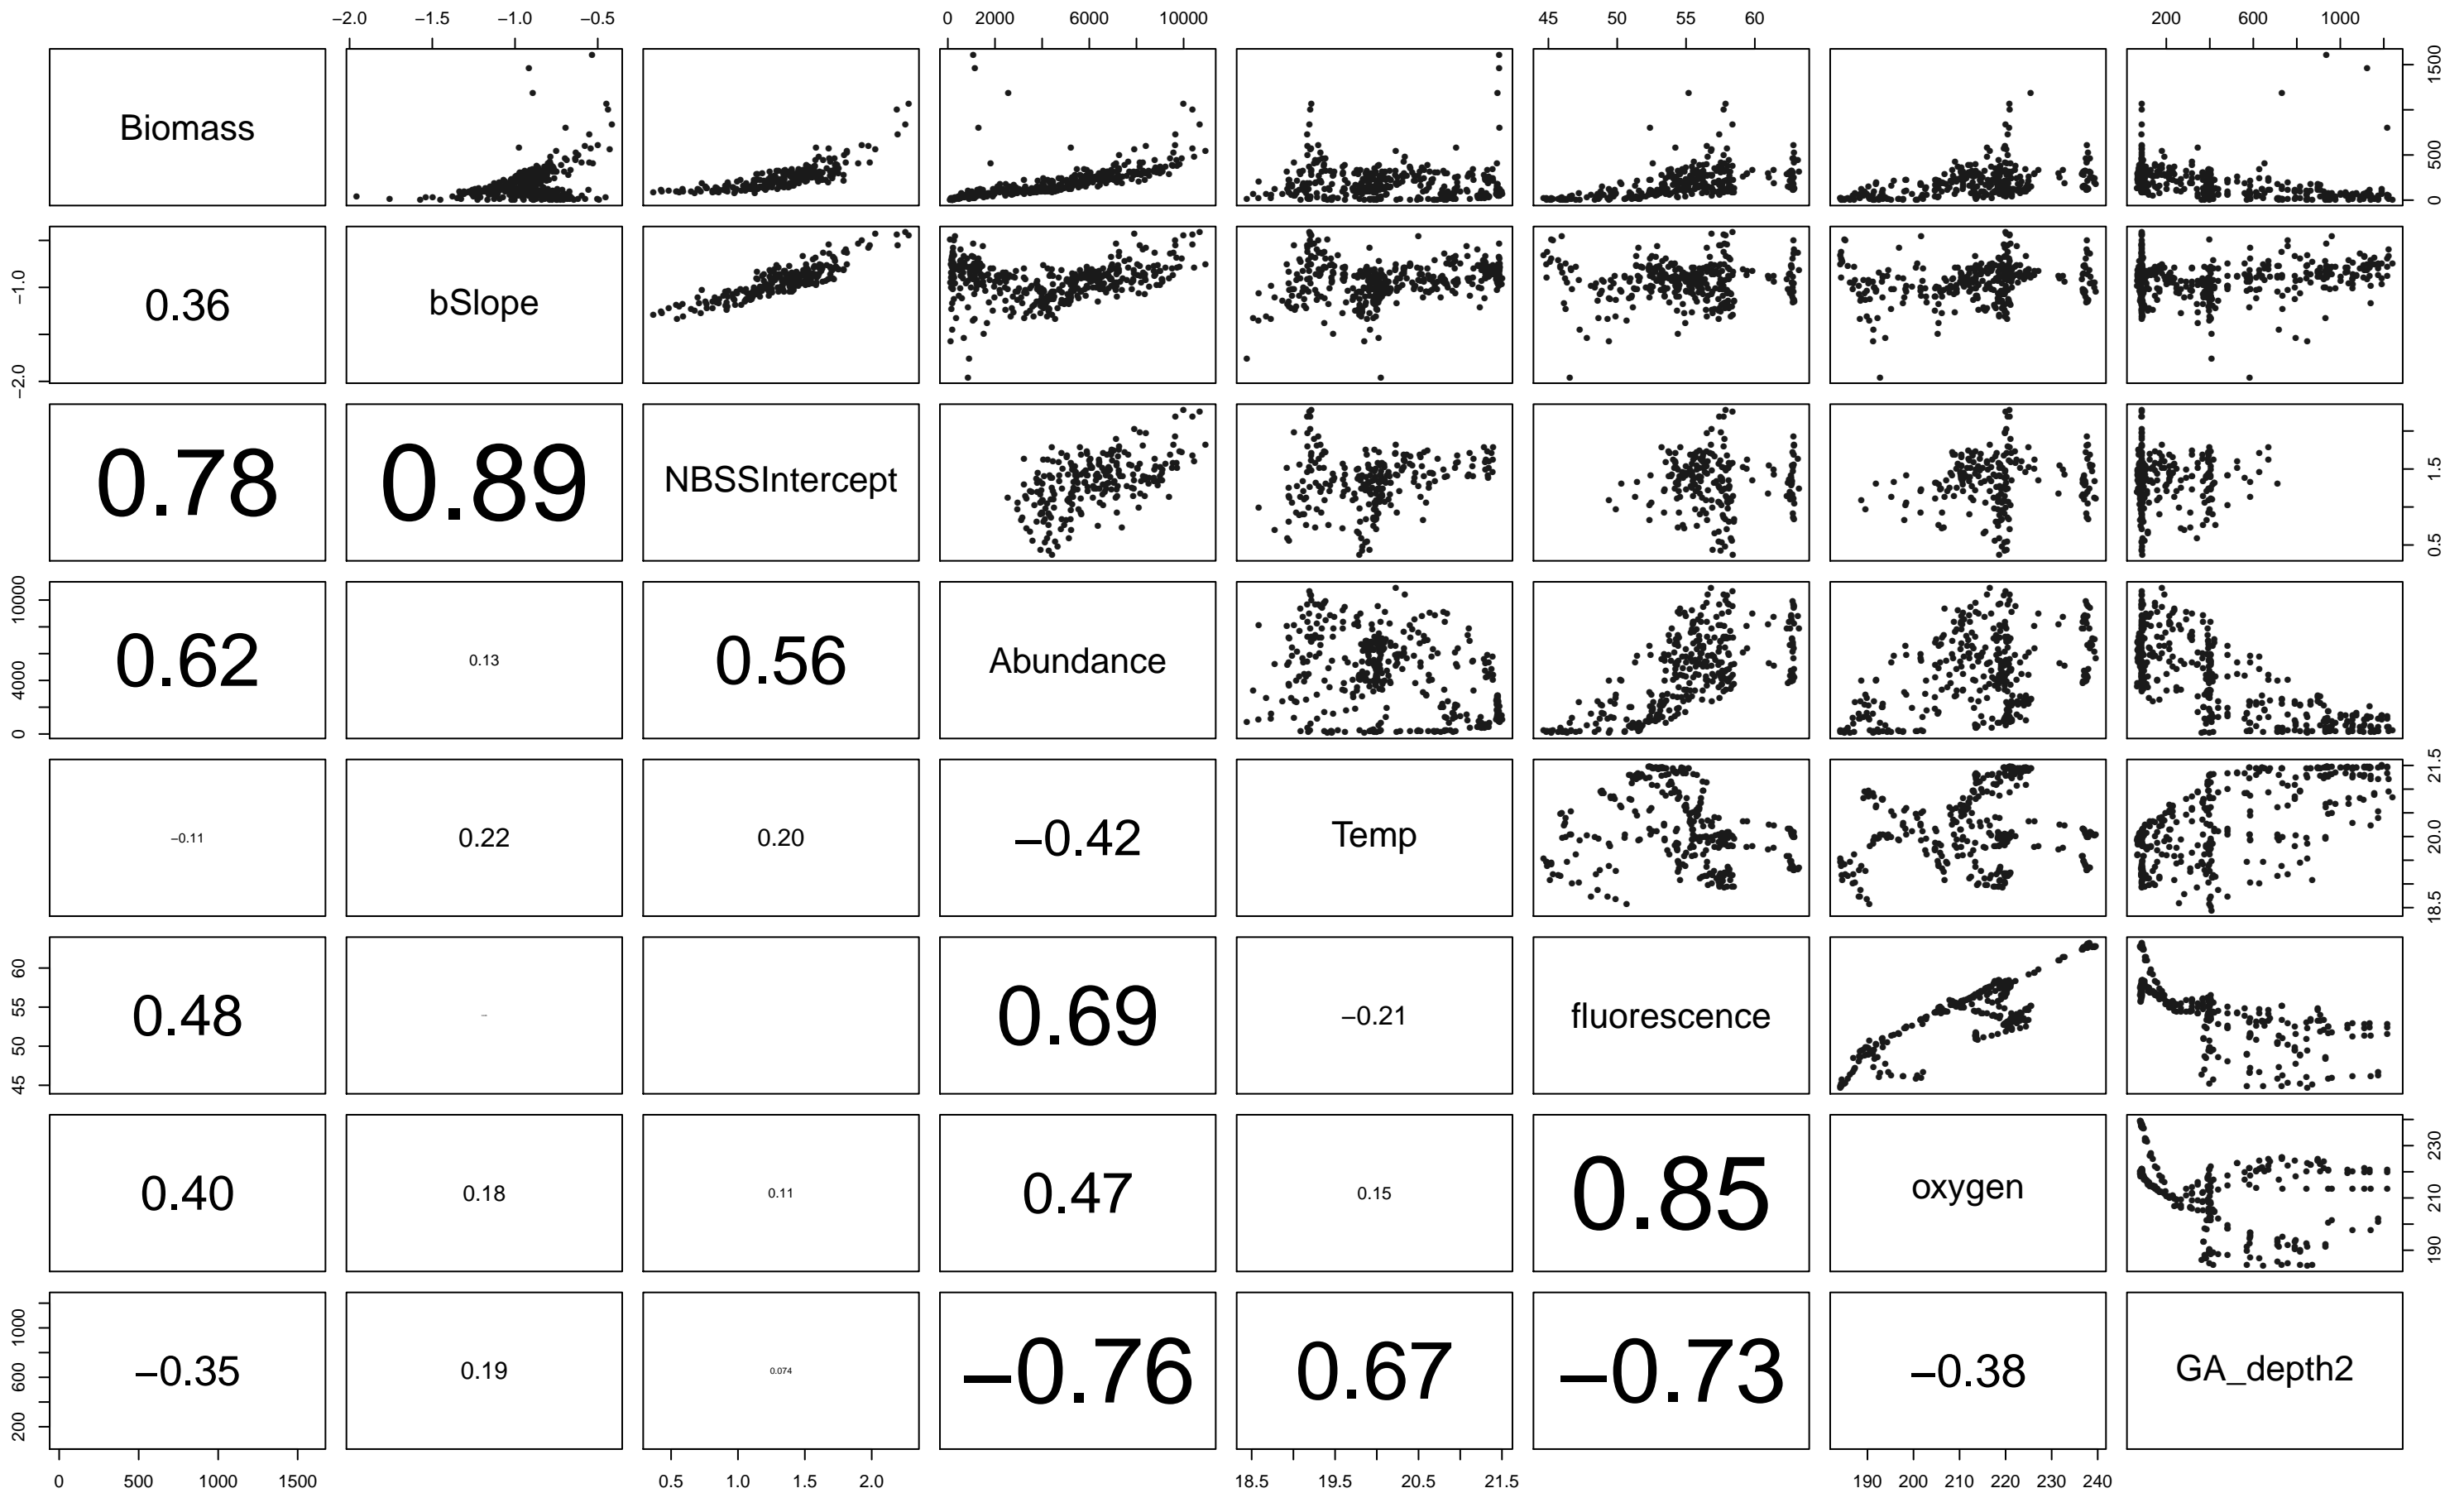 −2.0 −1.5 −1.0 −0.5 0 2000 6000 10000 45 50 55 60 200 600 1000
Biomass 0 500 1500
−2.0 −1.0 0.36 bSlope
0.78 0.89 NBSSIntercept 0.5 1.5
0 4000 10000 0.62 0.13 0.56 Abundance
−0.11 0.22 0.20 −0.42 Temp 18.5 20.0 21.5
45 50 55 60 0.48 0.69 −0.21 fluorescence
0.40 0.18 0.11 0.47 0.15 0.85 oxygen 190 210 230
200 600 1000 −0.35 0.19 0.074 −0.76 0.67 −0.73 −0.38 GA_depth2
0 500 1000 1500 0.5 1.0 1.5 2.0 18.5 19.5 20.5 21.5 190 200 210 220 230 240